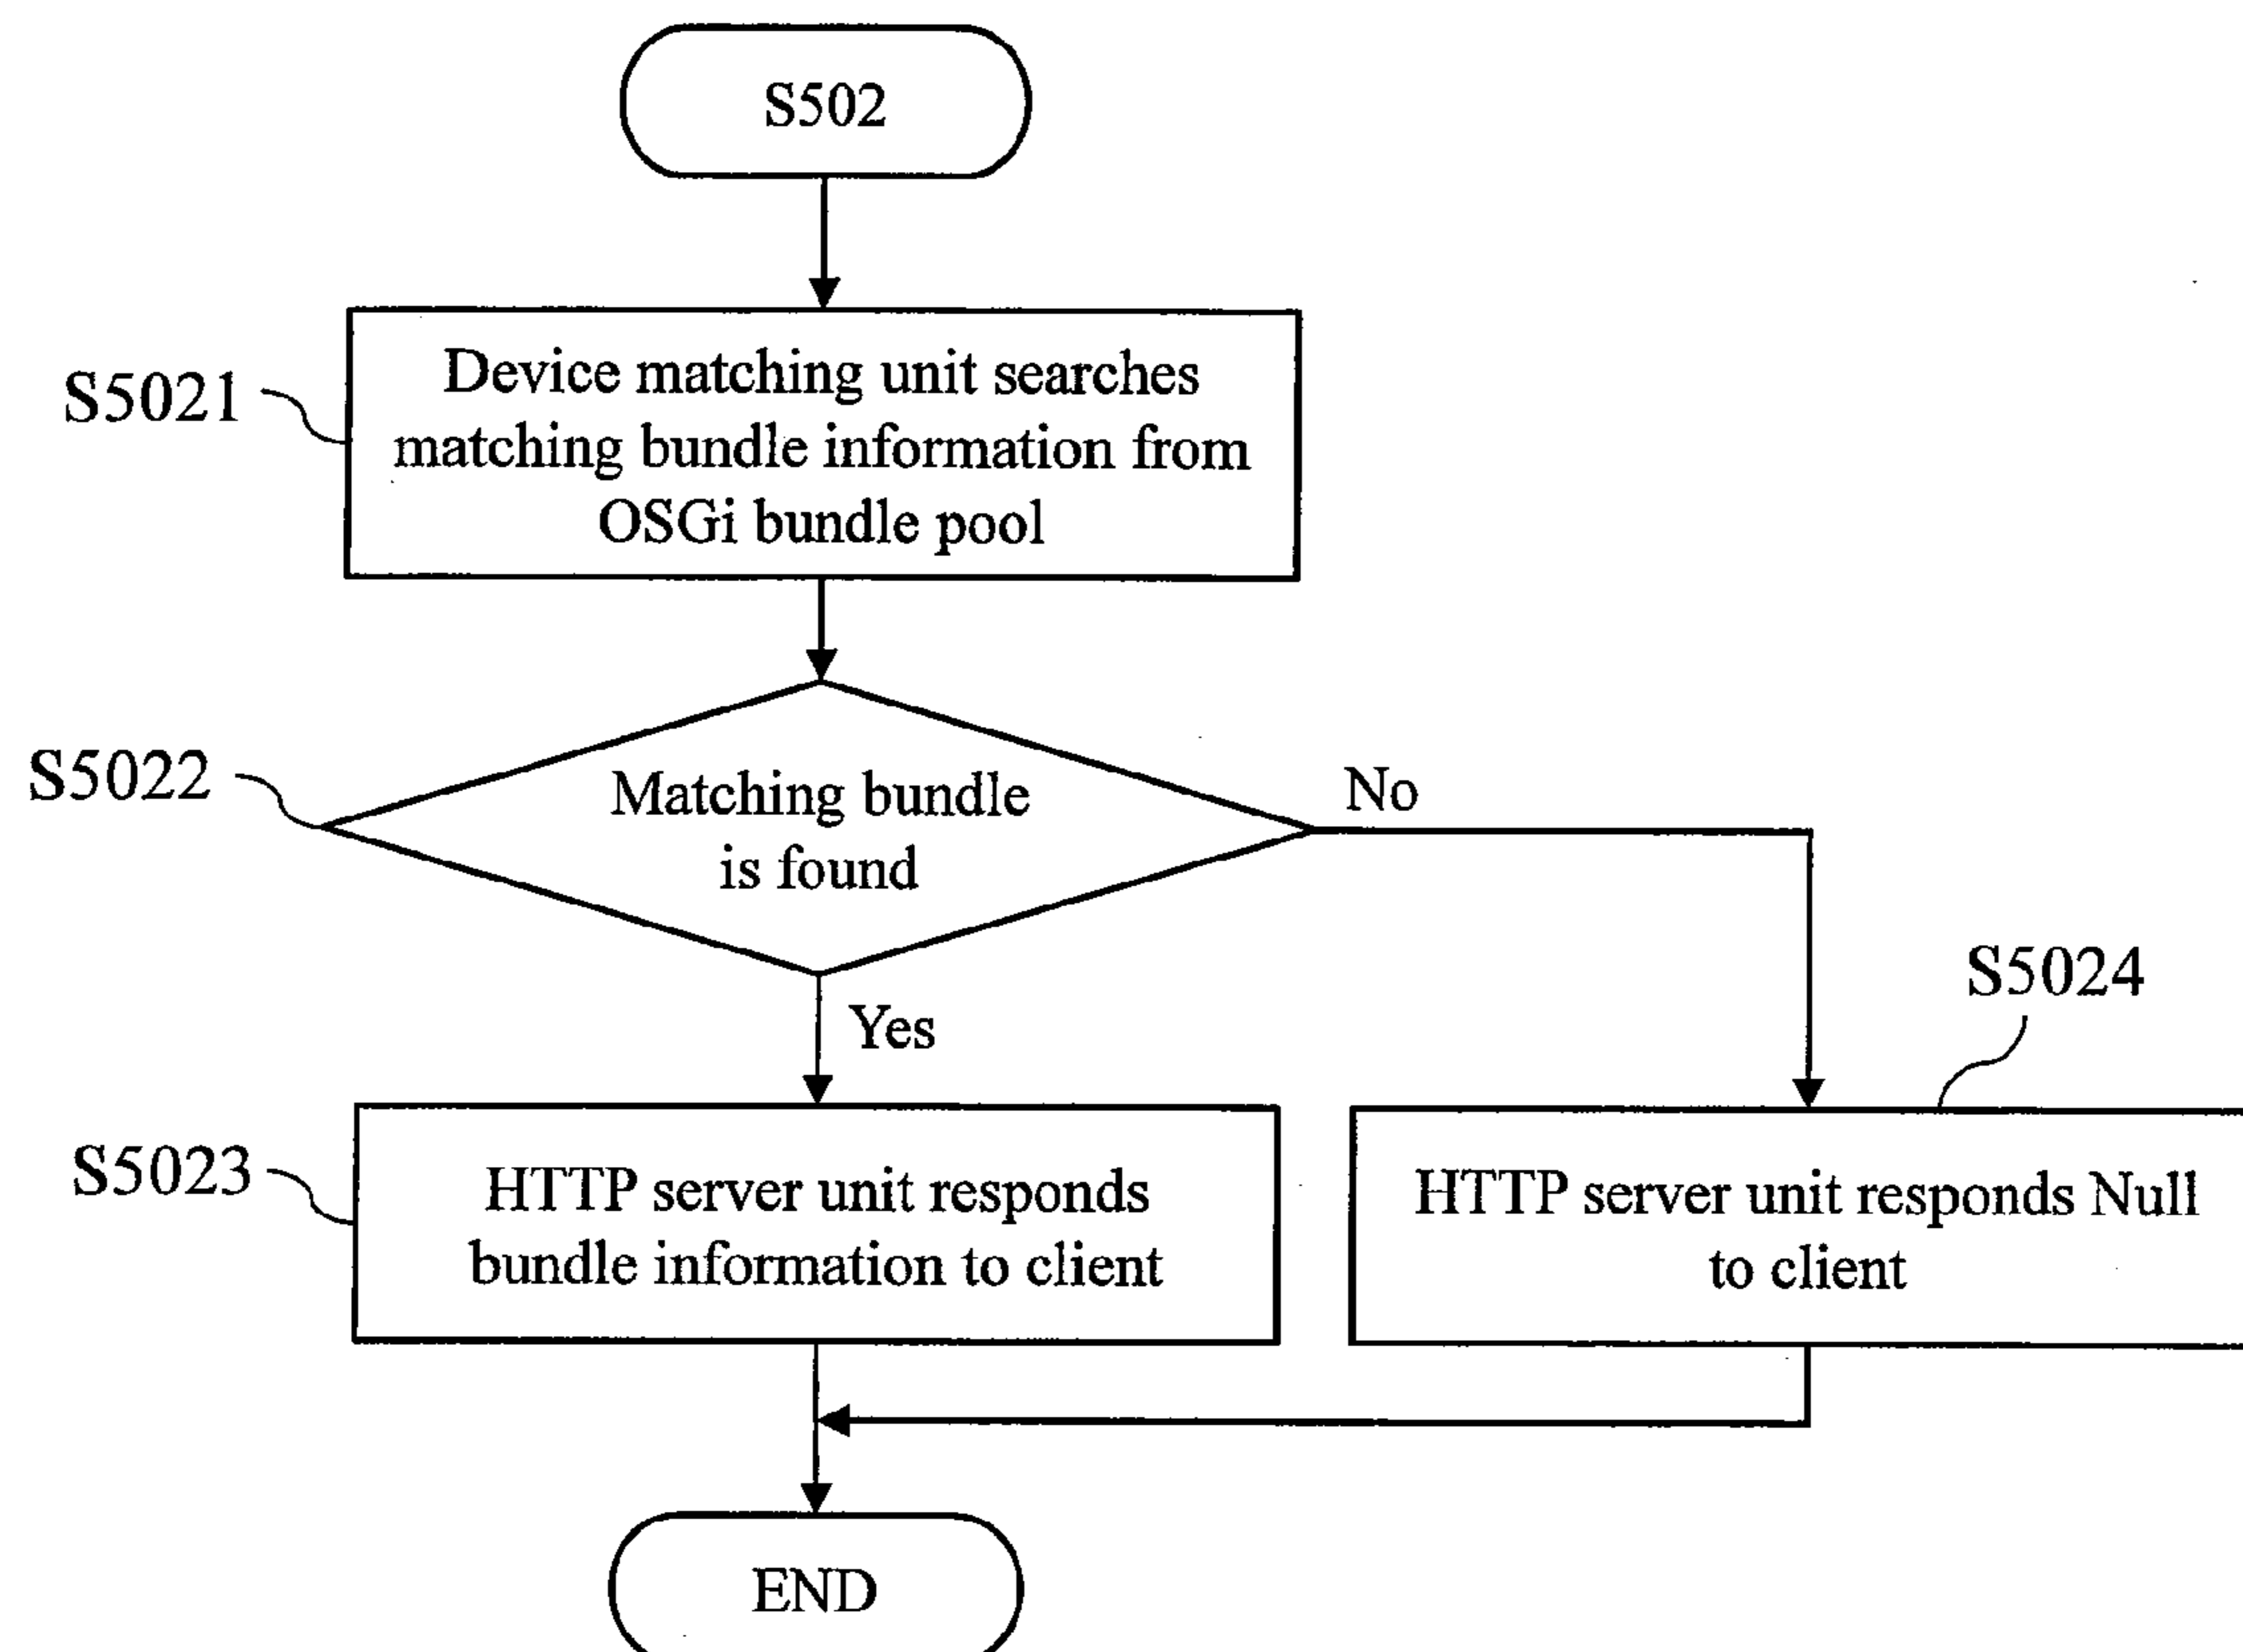 S502
S5021
Device matching unit searches
matching bundle information from
OSGi bundle pool
S5022
Matching bundle
is found
No
Yes
S5024
S5023
HTTP server unit responds
bundle information to client
HTTP server unit responds Null
to client
END